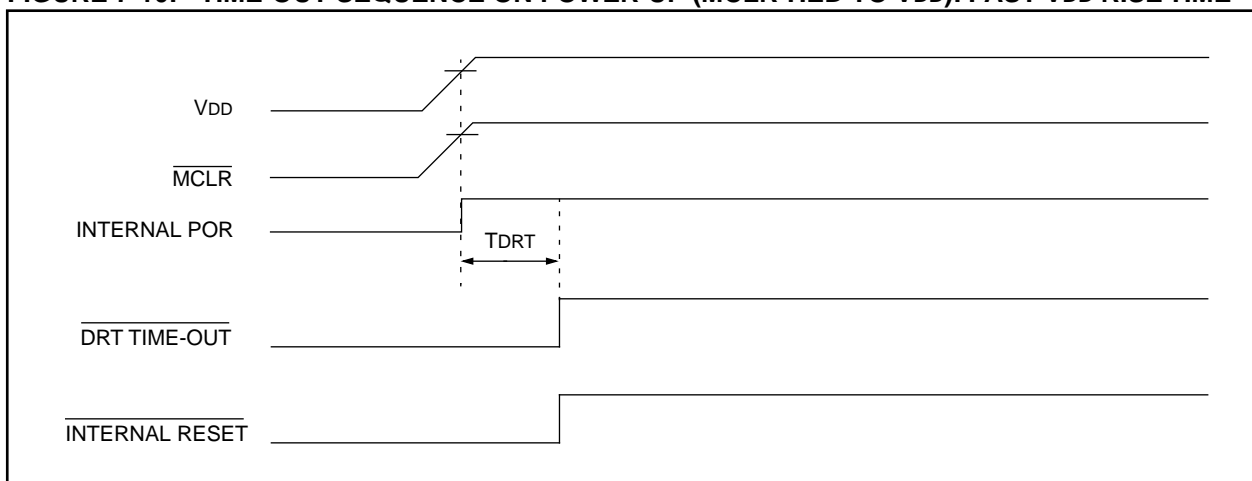 VDD
MCLR
INTERNAL POR
TDRT
DRT TIME-OUT
INTERNAL RESET